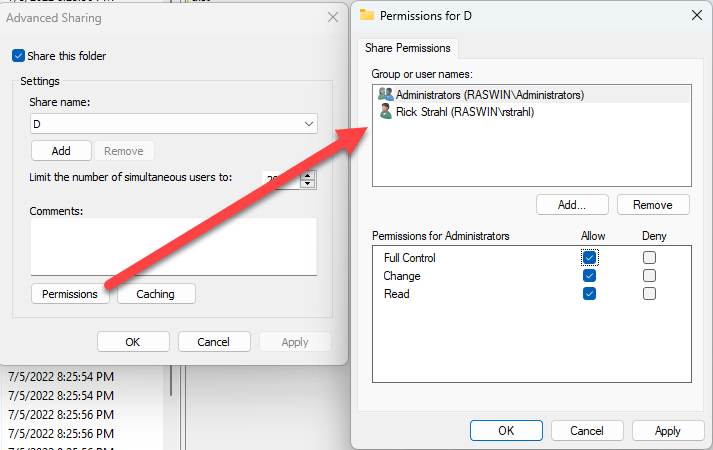 Advanced Sharing
Share this folder
Settings
Share name:
D
Add Remove
Limit the number of simultaneous users to:
Comments:
Permissions Caching
OK Cancel Apply
7/5/2022 8:25:54 PM
7/5/2022 8:25:54 PM
7/5/2022 8:25:56 PM
7/5/2022 8:25:56 PM
Permissions for D
Share Permissions
Group or user names:
Administrators (RASWIN\Administrators)
Rick Strahl (RASWIN\rstrahl)
Add... Remove
Permissions for Administrators Allow Deny
Full Control
Change
Read
OK Cancel Apply